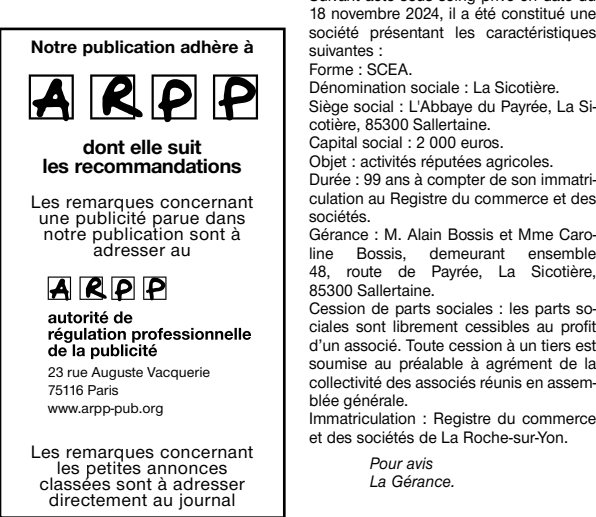 Notre publication adhère à
ARPP
dont elle suit
les recommandations
Les remarques concernant
une publicité parue dans
notre publication sont à
adresser au
ARPP
autorité de
régulation professionnelle
de la publicité
23 rue Auguste Vacquerie
75116 Paris
www.arpp-pub.org
Les remarques concernant
les petites annonces
classées sont à adresser
directement au journal
18 novembre 2024, il a été constitué une
société présentant les caractéristiques
suivantes :
Forme : SCEA.
Dénomination sociale : La Sicotière.
Siège social : L'Abbaye du Payrée, La Si-
cotière, 85300 Sallertaine.
Capital social : 2 000 euros.
Objet : activités réputées agricoles.
Durée : 99 ans à compter de son immatri-
culation au Registre du commerce et des
sociétés.
Gérance : M. Alain Bossis et Mme Caro-
line Bossis, demeurant ensemble
48, route de Payrée, La Sicotière,
85300 Sallertaine.
Cession de parts sociales : les parts so-
ciales sont librement cessibles au profit
d'un associé. Toute cession à un tiers est
soumise au préalable à agrément de la
collectivité des associés réunis en assem-
blée générale.
Immatriculation : Registre du commerce
et des sociétés de La Roche-sur-Yon.
Pour avis
La Gérance.